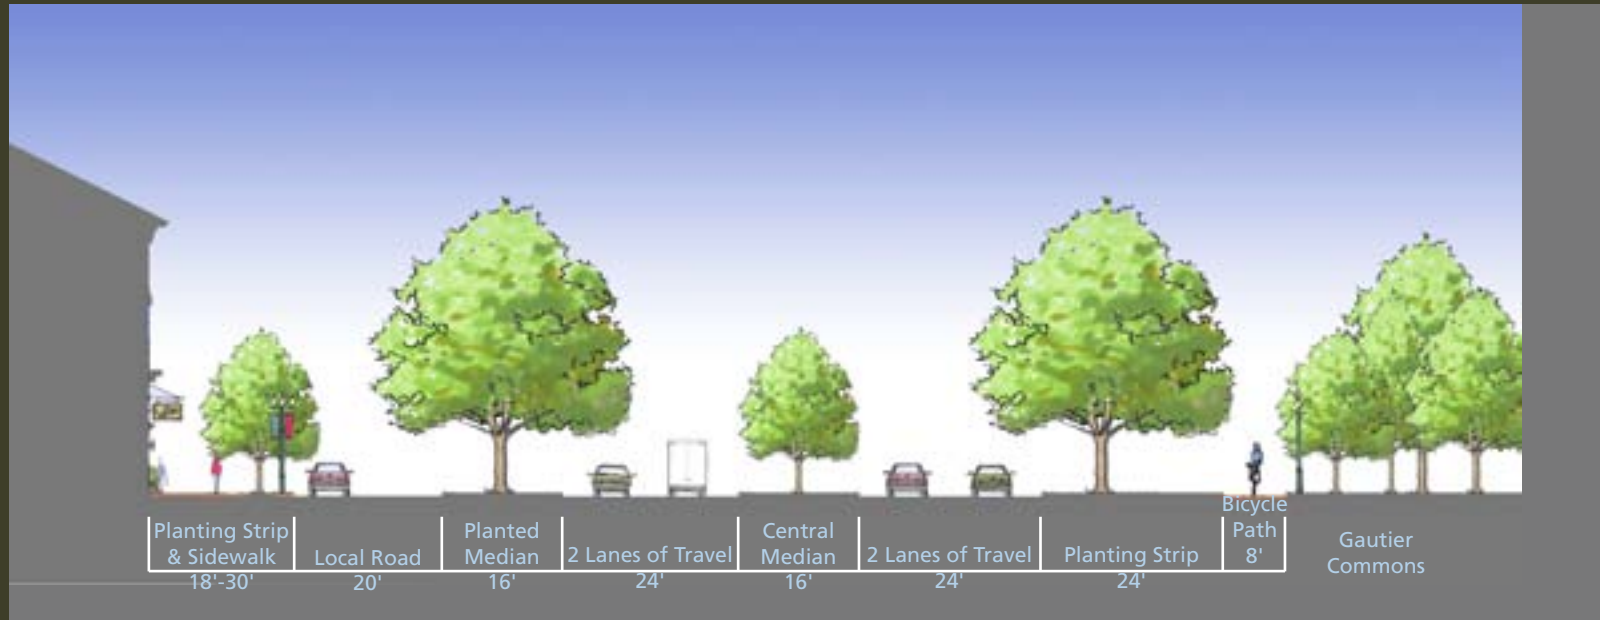 Planting Strip
& Sidewalk
18'-30'
Local Road
20'
Planted
Median
16'
2 Lanes of Travel
24'
Central
Median
16'
2 Lanes of Travel
24'
Planting Strip
24'
Bicycle
Path
8'
Gautier
Commons